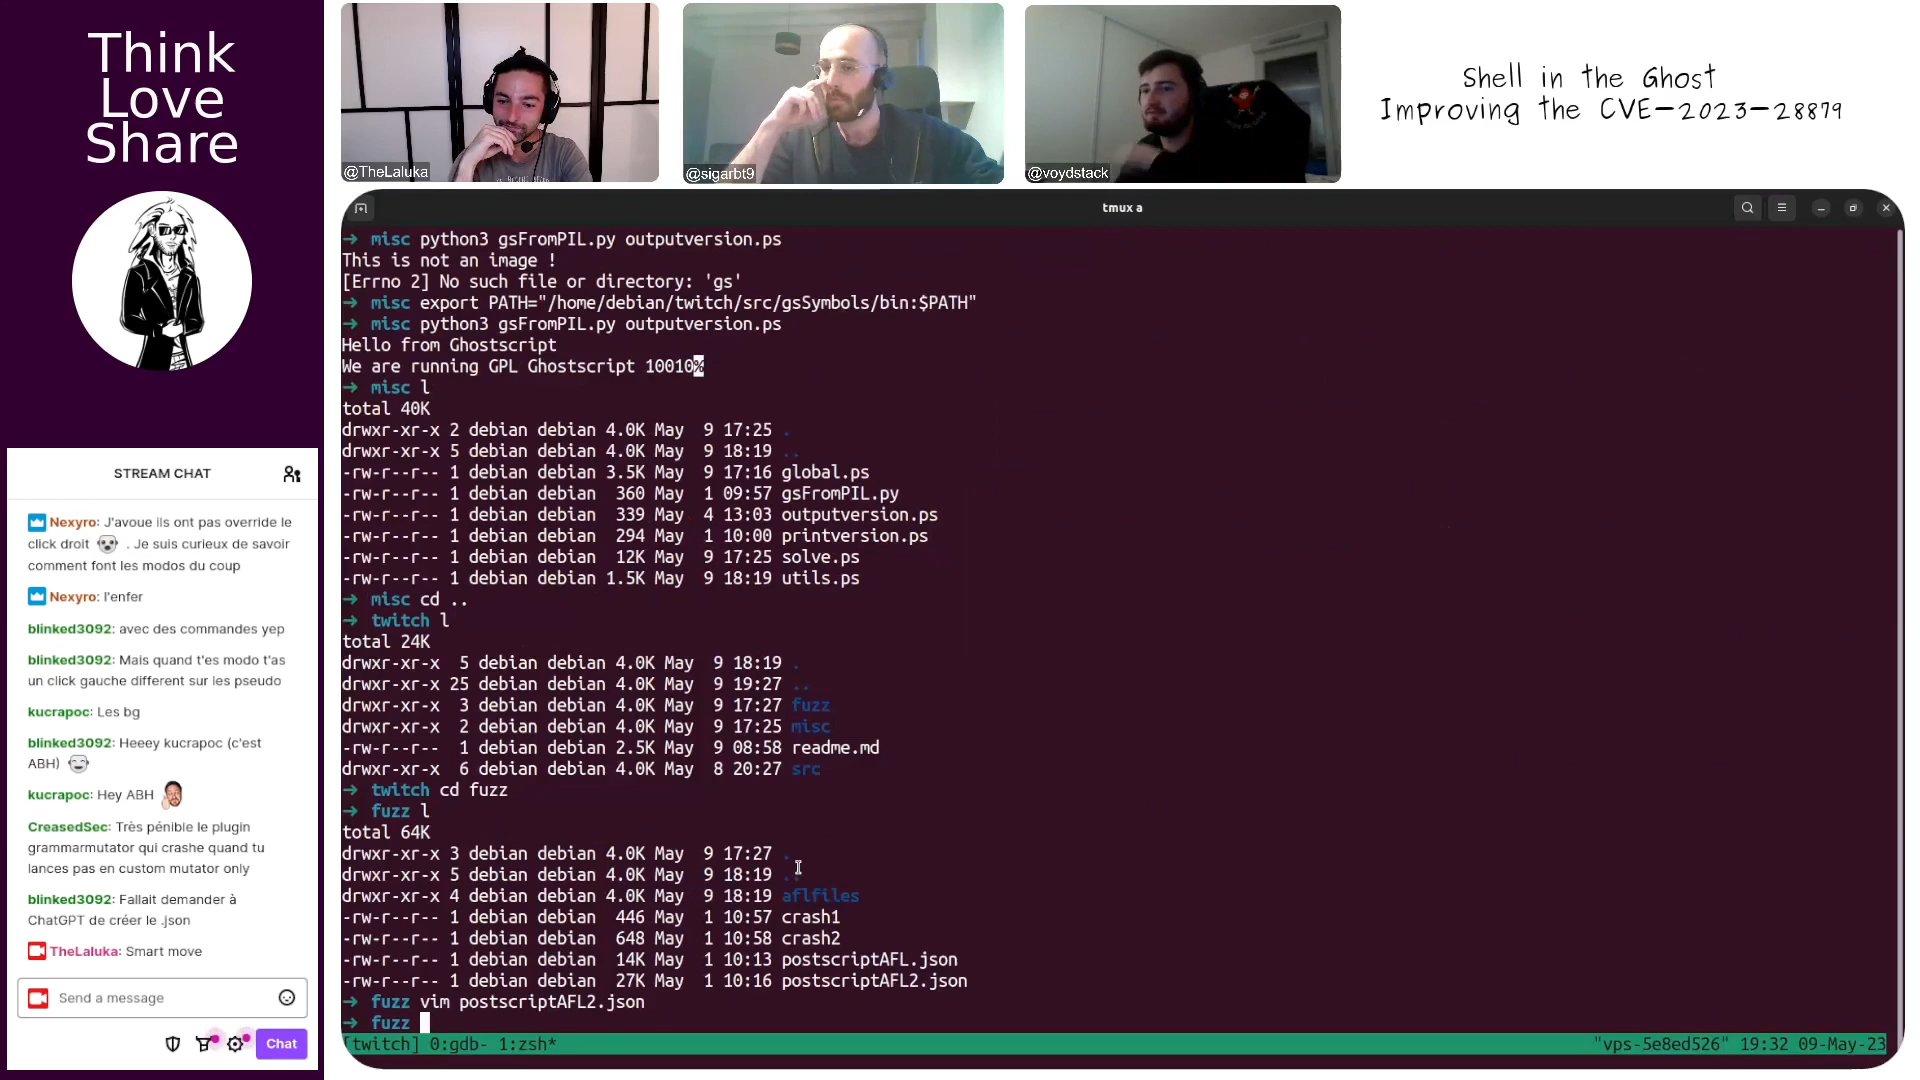 Think
Love
Share
@TheLaluka
@sigarbt9
@voydstack
Shell in the Ghost
Improving the CVE-2023-28879
tmux a
→ misc python3 gsFromPIL.py outputversion.ps
This is not an image !
[Errno 2] No such file or directory: 'gs'
→ misc export PATH="/home/debian/twitch/src/gsSymbols/bin:$PATH"
→ misc python3 gsFromPIL.py outputversion.ps
Hello from Ghostscript
We are running GPL Ghostscript 10010%
→ misc l
total 40K
drwxr-xr-x 2 debian debian 4.0K May  9 17:25 .
drwxr-xr-x 5 debian debian 4.0K May  9 18:19 ..
-rw-r--r-- 1 debian debian 3.5K May  9 17:16 global.ps
-rw-r--r-- 1 debian debian  360 May  1 09:57 gsFromPIL.py
-rw-r--r-- 1 debian debian  339 May  4 13:03 outputversion.ps
-rw-r--r-- 1 debian debian  294 May  1 10:00 printversion.ps
-rw-r--r-- 1 debian debian  12K May  9 17:25 solve.ps
-rw-r--r-- 1 debian debian 1.5K May  9 18:19 utils.ps
→ misc cd ..
→ twitch l
total 24K
drwxr-xr-x  5 debian debian 4.0K May  9 18:19 .
drwxr-xr-x 25 debian debian 4.0K May  9 19:27 ..
drwxr-xr-x  3 debian debian 4.0K May  9 17:27 fuzz
drwxr-xr-x  2 debian debian 4.0K May  9 17:25 misc
-rw-r--r--  1 debian debian 2.5K May  9 08:58 readme.md
drwxr-xr-x  6 debian debian 4.0K May  8 20:27 src
→ twitch cd fuzz
→ fuzz l
total 64K
drwxr-xr-x 3 debian debian 4.0K May  9 17:27 .
drwxr-xr-x 5 debian debian 4.0K May  9 18:19 ..
drwxr-xr-x 4 debian debian 4.0K May  9 18:19 aflfiles
-rw-r--r-- 1 debian debian  446 May  1 10:57 crash1
-rw-r--r-- 1 debian debian  648 May  1 10:58 crash2
-rw-r--r-- 1 debian debian  14K May  1 10:13 postscriptAFL.json
-rw-r--r-- 1 debian debian  27K May  1 10:16 postscriptAFL2.json
→ fuzz vim postscriptAFL2.json
→ fuzz
[twitch] 0:gdb- 1:zsh* "vps-5e8ed526" 19:32 09-May-23
STREAM CHAT
Nexyro: J'avoue ils ont pas override le
click droit . Je suis curieux de savoir
comment font les modos du coup
Nexyro: l'enfer
blinked3092: avec des commandes yep
blinked3092: Mais quand t'es modo t'as
un click gauche different sur les pseudo
kucrapoc: Les bg
blinked3092: Heeey kucrapoc (c'est
ABH)
kucrapoc: Hey ABH
CreasedSec: Très pénible le plugin
grammarmutator qui crashe quand tu
lances pas en custom mutator only
blinked3092: Fallait demander à
ChatGPT de créer le .json
TheLaluka: Smart move
Send a message
Chat